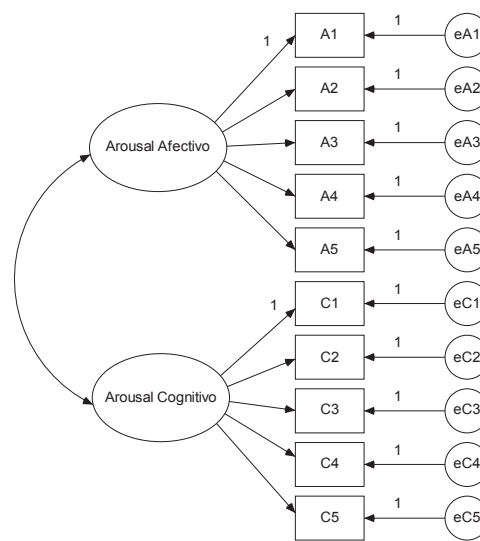 1 A1 1 eA1
A2 1 eA2
Arousal Afectivo A3 1 eA3
A4 1 eA4
A5 1 eA5
1 C1 1 eC1
C2 1 eC2
Arousal Cognitivo C3 1 eC3
C4 1 eC4
C5 1 eC5